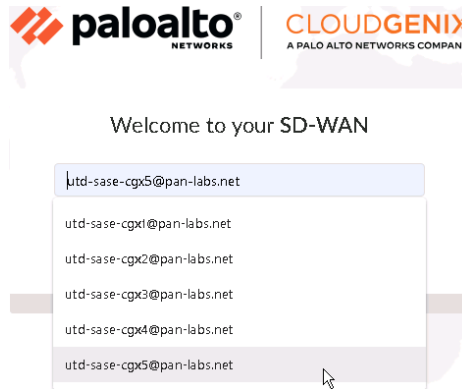 paloalto®
NETWORKS
CLOUDGENIX
A PALO ALTO NETWORKS COMPAN
Welcome to your SD-WAN
utd-sase-cgx5@pan-labs.net
utd-sase-cgx1@pan-labs.net
utd-sase-cgx2@pan-labs.net
utd-sase-cgx3@pan-labs.net
utd-sase-cgx4@pan-labs.net
utd-sase-cgx5@pan-labs.net